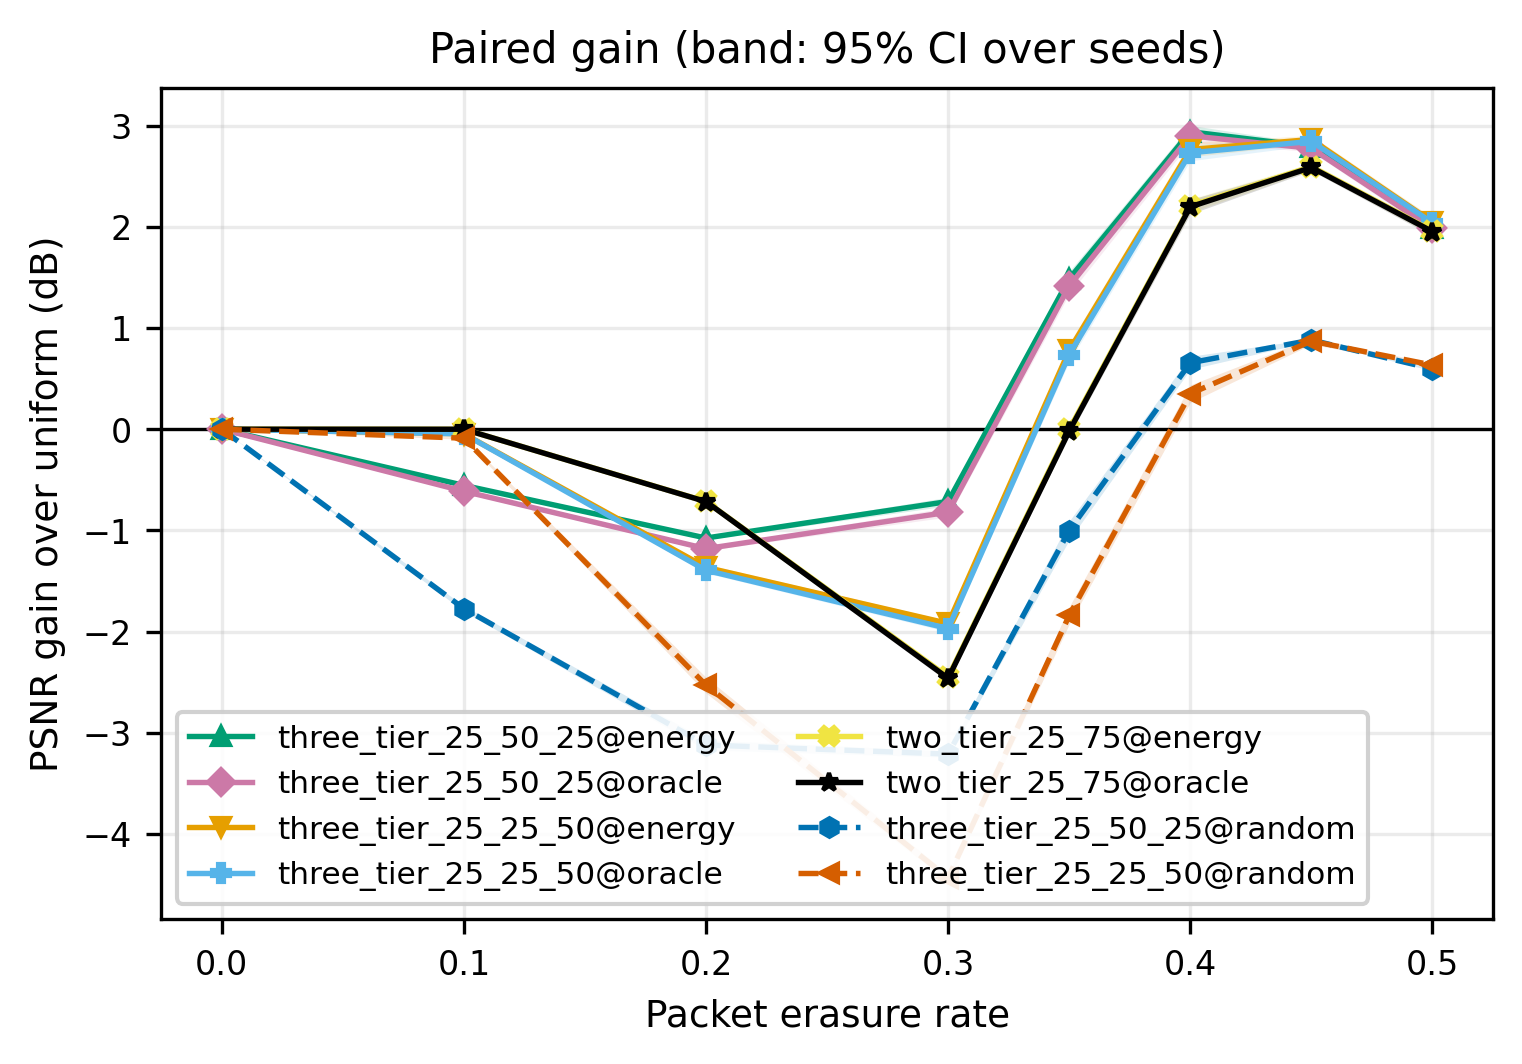 Paired gain (band: 95% CI over seeds)
PSNR gain over uniform (dB)
3
2
1
0
−1
−2
−3
−4
three_tier_25_50_25@energy
three_tier_25_50_25@oracle
three_tier_25_25_50@energy
three_tier_25_25_50@oracle
two_tier_25_75@energy
two_tier_25_75@oracle
three_tier_25_50_25@random
three_tier_25_25_50@random
0.0 0.1 0.2 0.3 0.4 0.5
Packet erasure rate